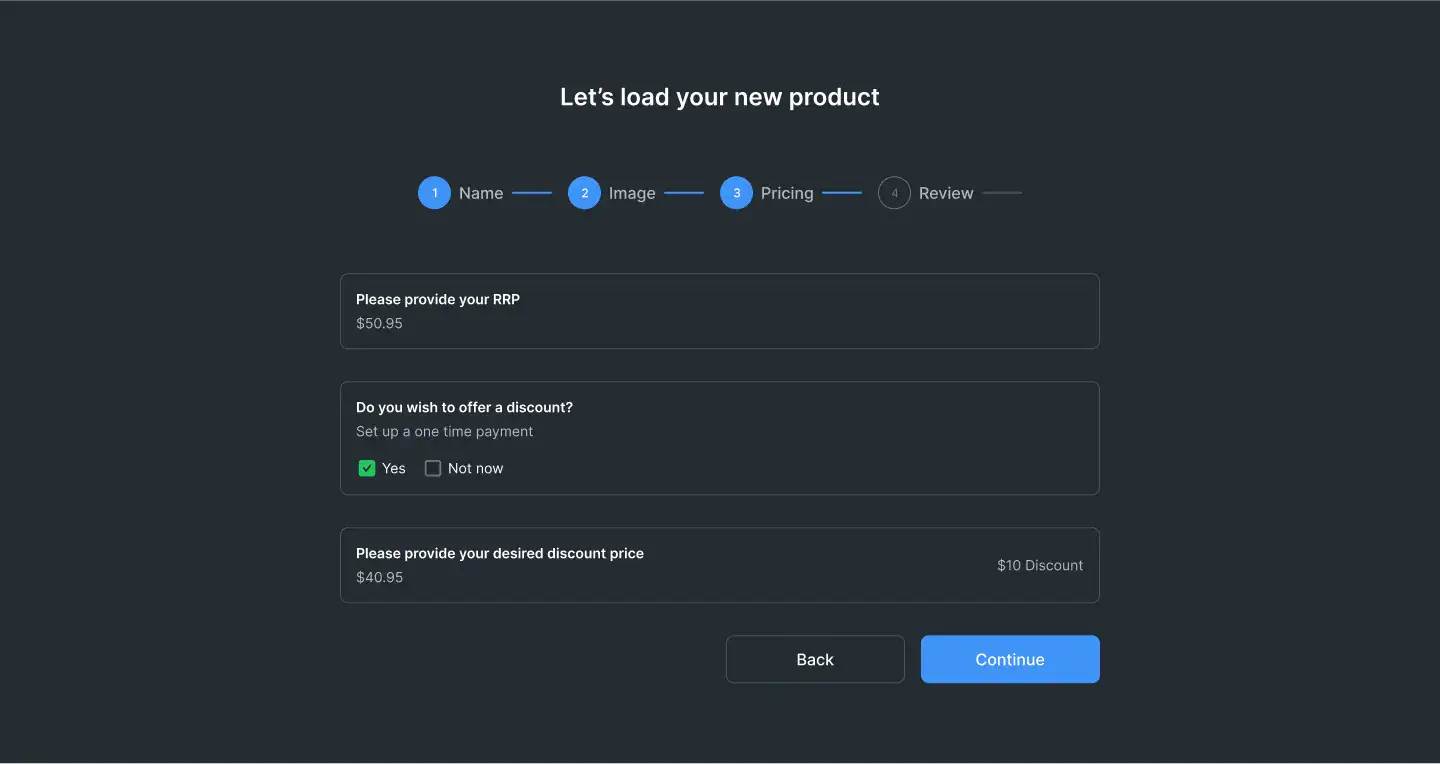 Let’s load your new product
1 Name 2 Image 3 Pricing 4 Review
Please provide your RRP
$50.95
Do you wish to offer a discount?
Set up a one time payment
Yes Not now
Please provide your desired discount price
$40.95
$10 Discount
Back Continue